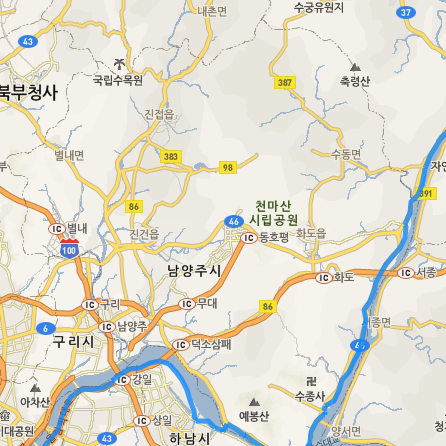 내촌면
수궁유원지
37
43
북부청사
국립수목원
387
축령산
진접읍
별내면
383
98
수동면
391
86
천마산
시립공원
46
IC 별내
100
진건읍
IC 동호평
화도읍
남양주시
IC 화도
IC 서종
IC 구리
IC 무대
86
6
IC 남양주
구리시
IC 덕소삼패
IC 강일
아차산
수종사
예봉산
43
IC 상일
하남시
양서면